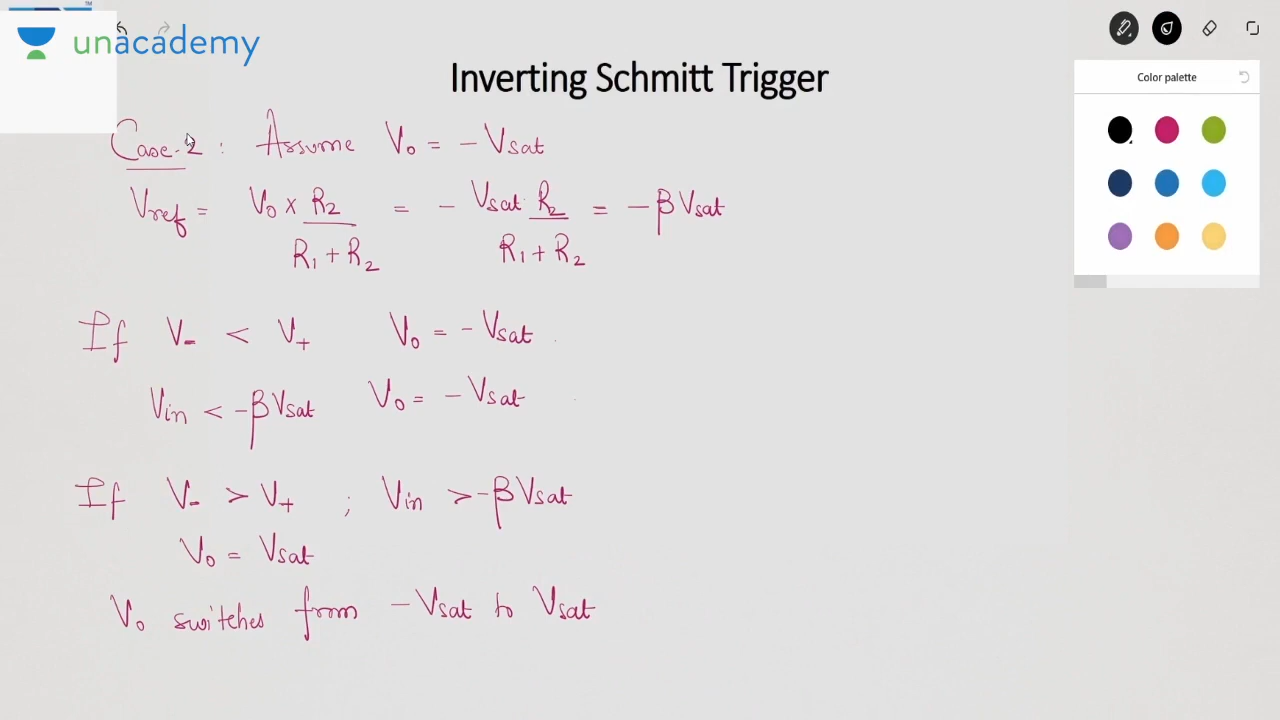 unacademy
Inverting Schmitt Trigger
Color palette
Case-2 : Assume V₀ = - Vsat
Vref = V₀ x R₂ / R₁ + R₂ = - Vsat R₂ / R₁ + R₂ = - βVsat
If V₋ < V₊ V₀ = - Vsat
Vin < -βVsat V₀ = - Vsat
If V₋ > V₊ ; Vin > -βVsat
V₀ = Vsat
V₀ switches from - Vsat to Vsat